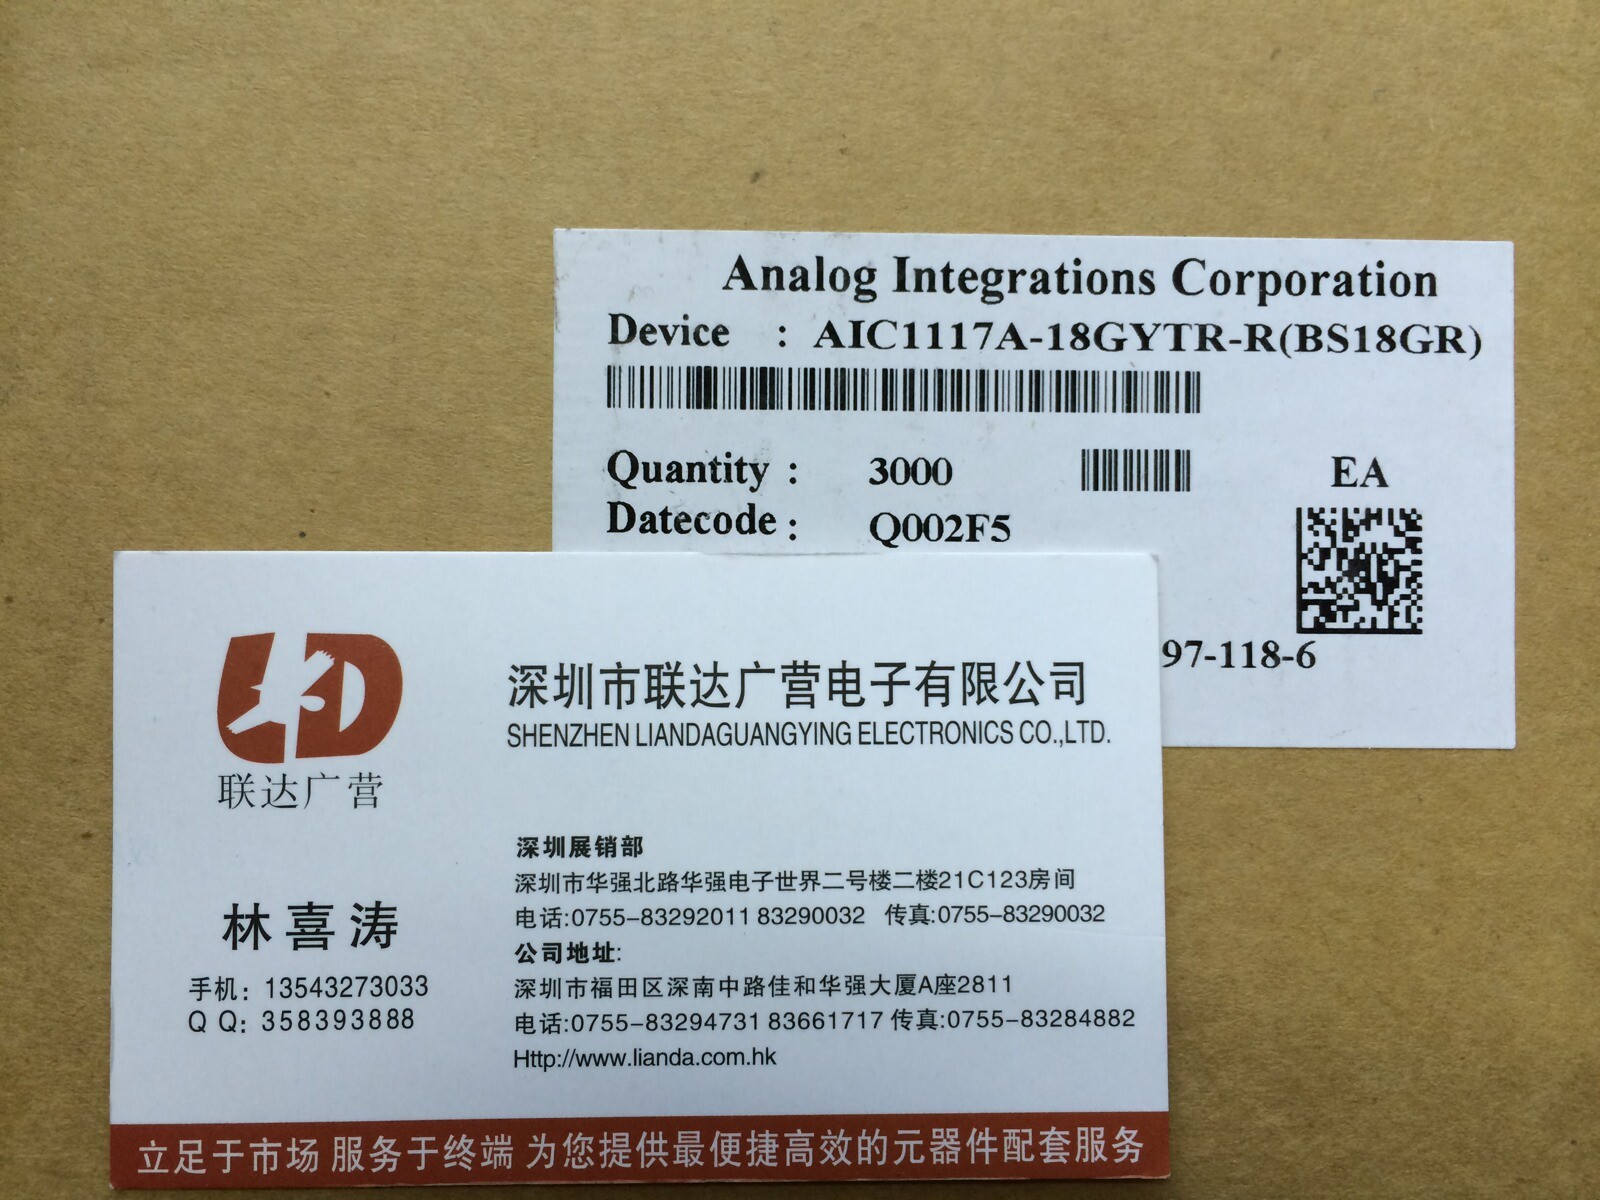 Analog Integrations Corporation
Device : AIC1117A-18GYTR-R(BS18GR)
Quantity : 3000 EA
Datecode : Q002F5
97-118-6
LD
联达广营
深圳市联达广营电子有限公司
SHENZHEN LIANDAGUANGYING ELECTRONICS CO.,LTD.
林喜涛
手机: 13543273033
Q Q: 358393888
深圳展销部
深圳市华强北路华强电子世界二号楼二楼21C123房间
电话:0755-83292011 83290032 传真:0755-83290032
公司地址:
深圳市福田区深南中路佳和华强大厦A座2811
电话:0755-83294731 83661717 传真:0755-83284882
Http://www.lianda.com.hk
立足于市场 服务于终端 为您提供最便捷高效的元器件配套服务